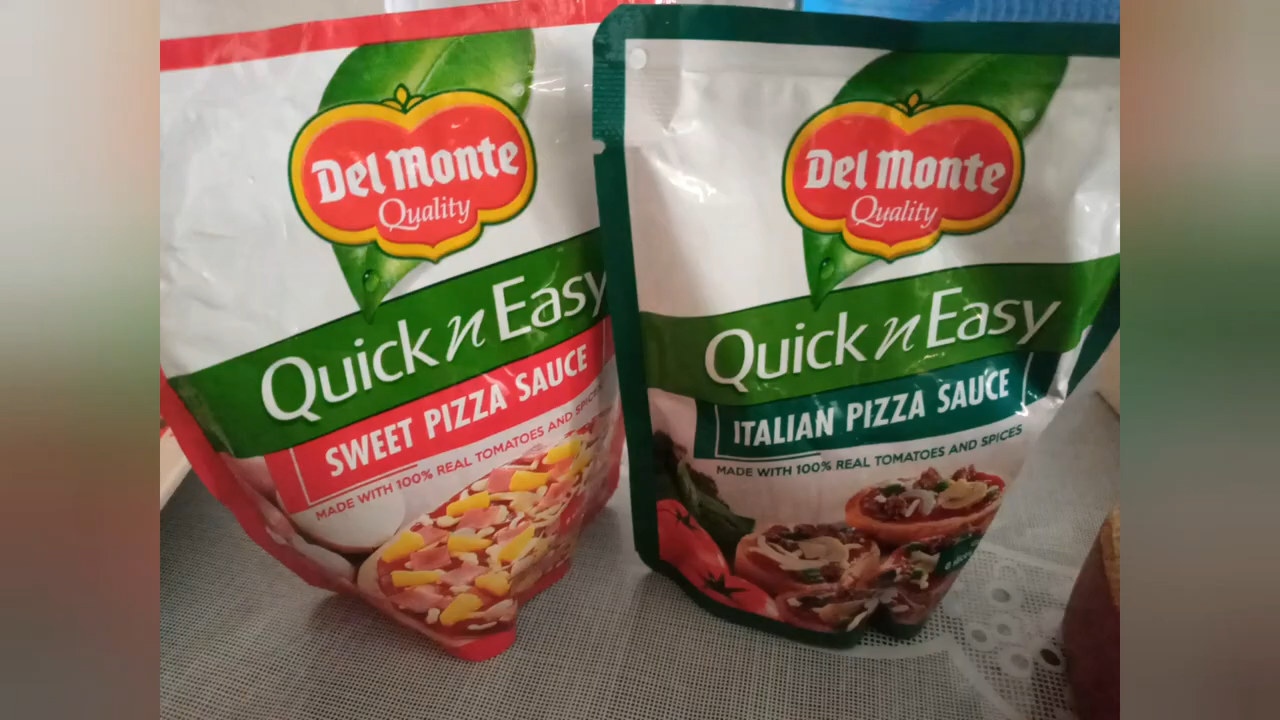 Del Monte
Quality
Quick n Easy
SWEET PIZZA SAUCE
MADE WITH 100% REAL TOMATOES AND SPICES
Del Monte
Quality
Quick n Easy
ITALIAN PIZZA SAUCE
MADE WITH 100% REAL TOMATOES AND SPICES